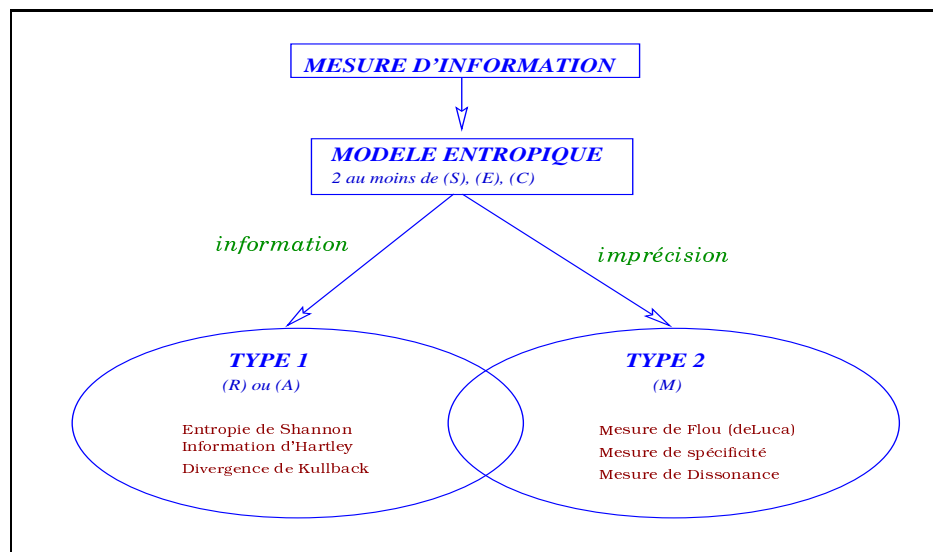 MESURE D'INFORMATION
MODELE ENTROPIQUE
2 au moins de (S), (E), (C)
information
imprécision
TYPE 1
(R) ou (A)
Entropie de Shannon
Information d'Hartley
Divergence de Kullback
TYPE 2
(M)
Mesure de Flou (deLuca)
Mesure de spécificité
Mesure de Dissonance